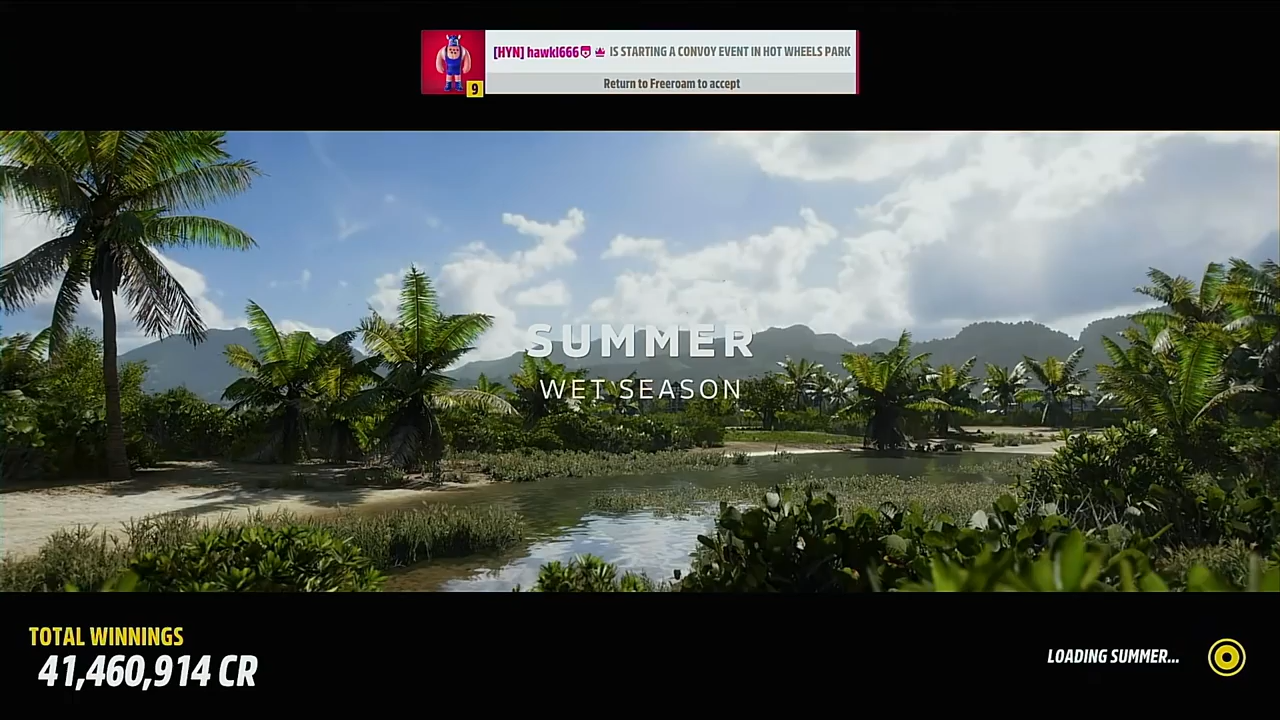 [HYN] hawkl666 IS STARTING A CONVOY EVENT IN HOT WHEELS PARK
9
Return to Freeroam to accept
SUMMER
WET SEASON
TOTAL WINNINGS
41,460,914 CR
LOADING SUMMER...